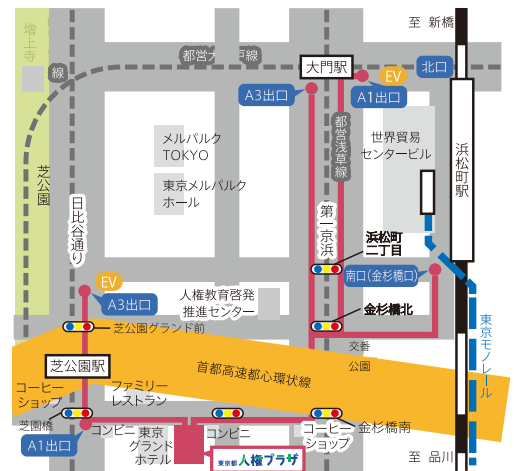 至 新橋
増上寺
線
都営大
戸線
大門駅
EV
北口
A3出口
A1出口
都営浅草線
世界貿易
センタービル
浜松町駅
メルパルク
TOKYO
東京メルパルク
ホール
芝公園
日比谷通り
第一京浜
浜松町
二丁目
南口(金杉橋口)
EV
A3出口
人権教育啓発
推進センター
金杉橋北
東京モノレール
芝公園グランド前
交番
公園
芝公園駅
首都高速都心環状線
コーヒー
ショップ
ファミリー
レストラン
芝園橋
A1出口
コンビニ
東京
グランド
ホテル
コンビニ
コーヒー
ショップ
金杉橋南
東京都 人権プラザ
至 品川